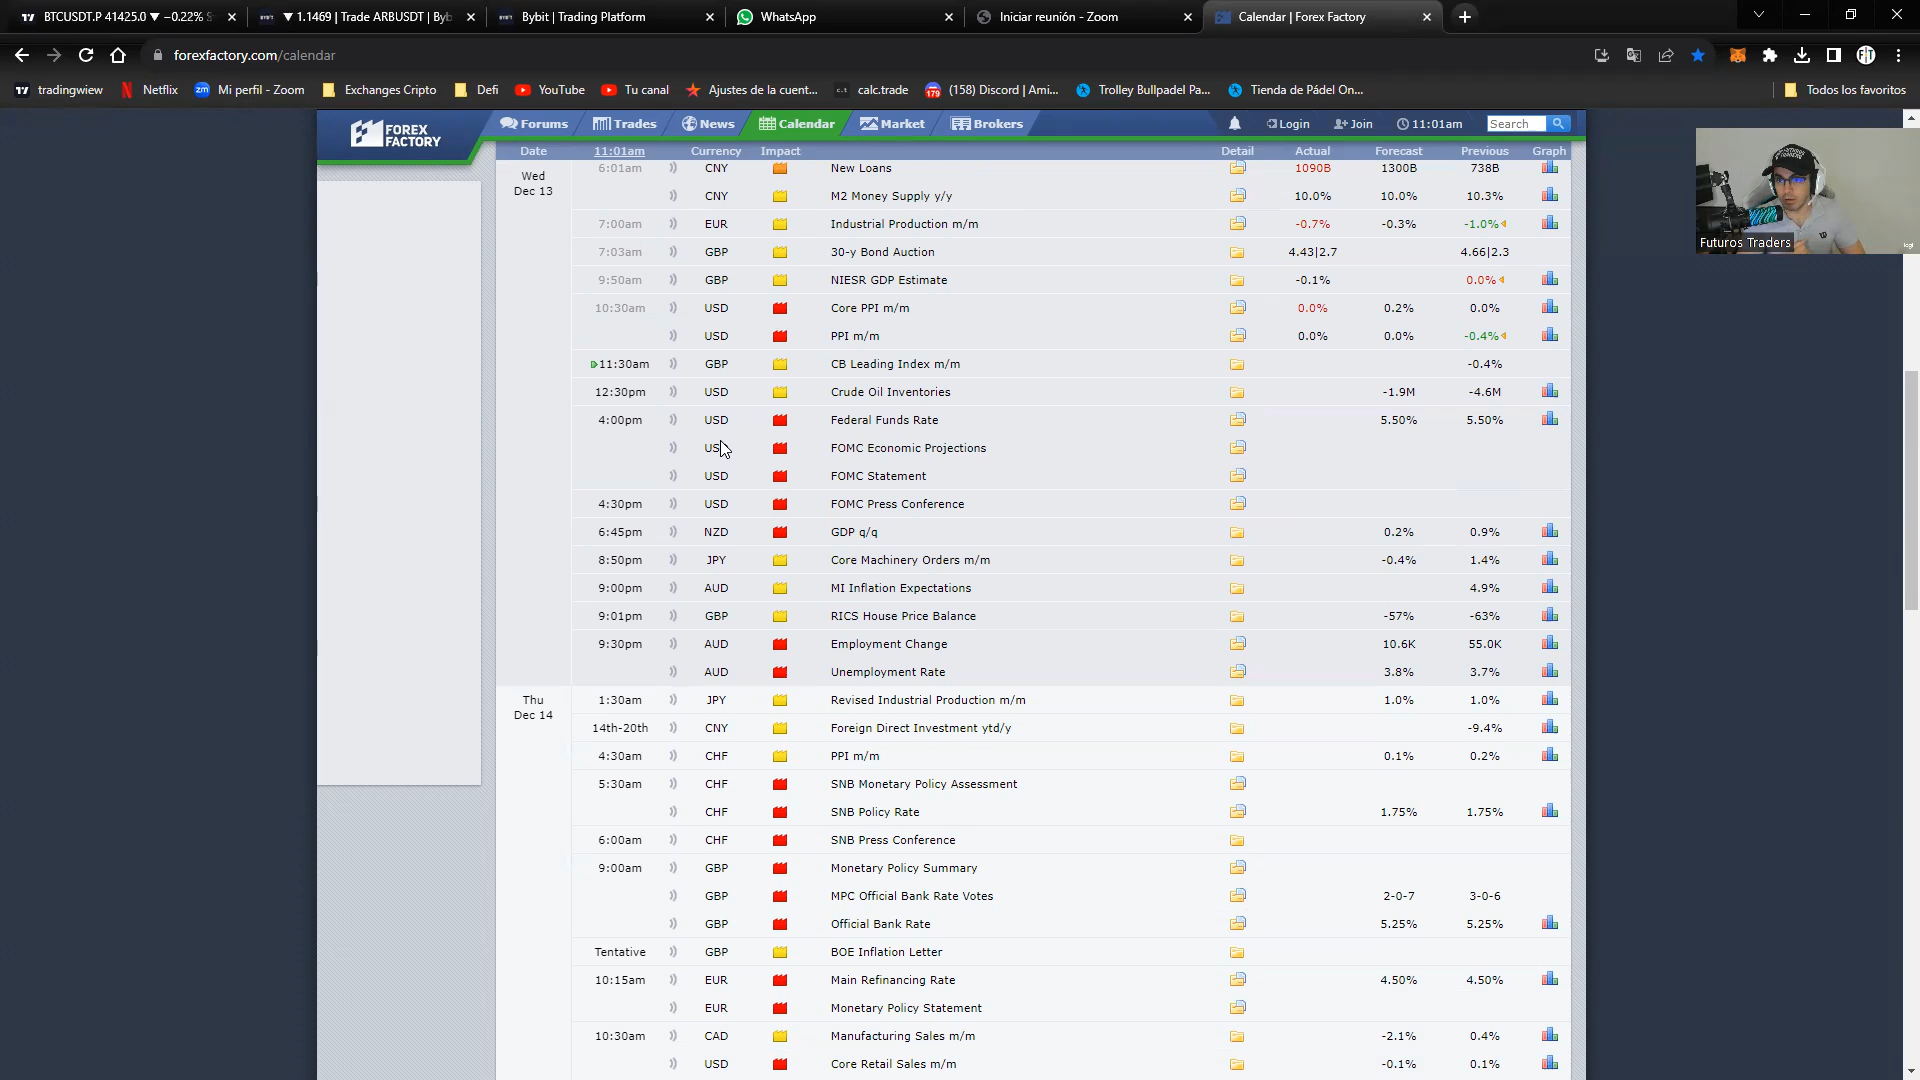 BTCUSDT.P 41425.0 ▼ −0.22% S
▼ 1.1469 | Trade ARBUSDT | Byb
Bybit | Trading Platform
WhatsApp
Iniciar reunión - Zoom
Calendar | Forex Factory
forexfactory.com/calendar
tradingwiew
Netflix
Mi perfil - Zoom
Exchanges Cripto
Defi
YouTube
Tu canal
Ajustes de la cuent...
calc.trade
(158) Discord | Ami...
Trolley Bullpadel Pa...
Tienda de Pádel On...
Todos los favoritos
FOREX FACTORY
Forums Trades News Calendar Market Brokers Login Join 11:01am Search
Date 11:01am Currency Impact Detail Actual Forecast Previous Graph
Wed Dec 13
6:01am CNY New Loans 1090B 1300B 738B
CNY M2 Money Supply y/y 10.0% 10.0% 10.3%
7:00am EUR Industrial Production m/m -0.7% -0.3% -1.0%
7:03am GBP 30-y Bond Auction 4.43|2.7 4.66|2.3
9:50am GBP NIESR GDP Estimate -0.1% 0.0%
10:30am USD Core PPI m/m 0.0% 0.2% 0.0%
USD PPI m/m 0.0% 0.0% -0.4%
11:30am GBP CB Leading Index m/m -0.4%
12:30pm USD Crude Oil Inventories -1.9M -4.6M
4:00pm USD Federal Funds Rate 5.50% 5.50%
USD FOMC Economic Projections
USD FOMC Statement
4:30pm USD FOMC Press Conference
6:45pm NZD GDP q/q 0.2% 0.9%
8:50pm JPY Core Machinery Orders m/m -0.4% 1.4%
9:00pm AUD MI Inflation Expectations 4.9%
9:01pm GBP RICS House Price Balance -57% -63%
9:30pm AUD Employment Change 10.6K 55.0K
AUD Unemployment Rate 3.8% 3.7%
Thu Dec 14
1:30am JPY Revised Industrial Production m/m 1.0% 1.0%
14th-20th CNY Foreign Direct Investment ytd/y -9.4%
4:30am CHF PPI m/m 0.1% 0.2%
5:30am CHF SNB Monetary Policy Assessment
CHF SNB Policy Rate 1.75% 1.75%
6:00am CHF SNB Press Conference
9:00am GBP Monetary Policy Summary
GBP MPC Official Bank Rate Votes 2-0-7 3-0-6
GBP Official Bank Rate 5.25% 5.25%
Tentative GBP BOE Inflation Letter
10:15am EUR Main Refinancing Rate 4.50% 4.50%
EUR Monetary Policy Statement
10:30am CAD Manufacturing Sales m/m -2.1% 0.4%
USD Core Retail Sales m/m -0.1% 0.1%
Futuros Traders
logi